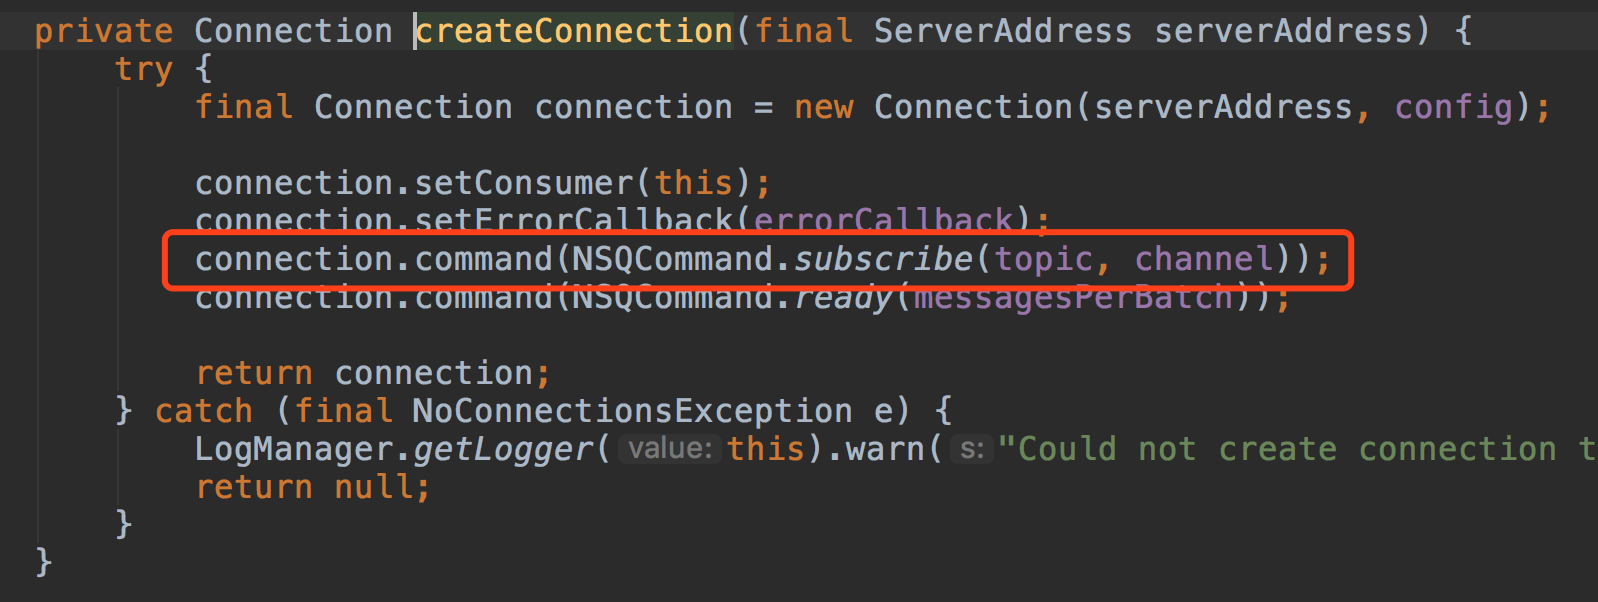 private Connection createConnection(final ServerAddress serverAddress) {
try {
final Connection connection = new Connection(serverAddress, config);
connection.setConsumer(this);
connection.setErrorCallback(errorCallback);
connection.command(NSQCommand.subscribe(topic, channel));
connection.command(NSQCommand.ready(messagesPerBatch));
return connection;
} catch (final NoConnectionsException e) {
LogManager.getLogger( value: this).warn( s: "Could not create connection t
return null;
}
}